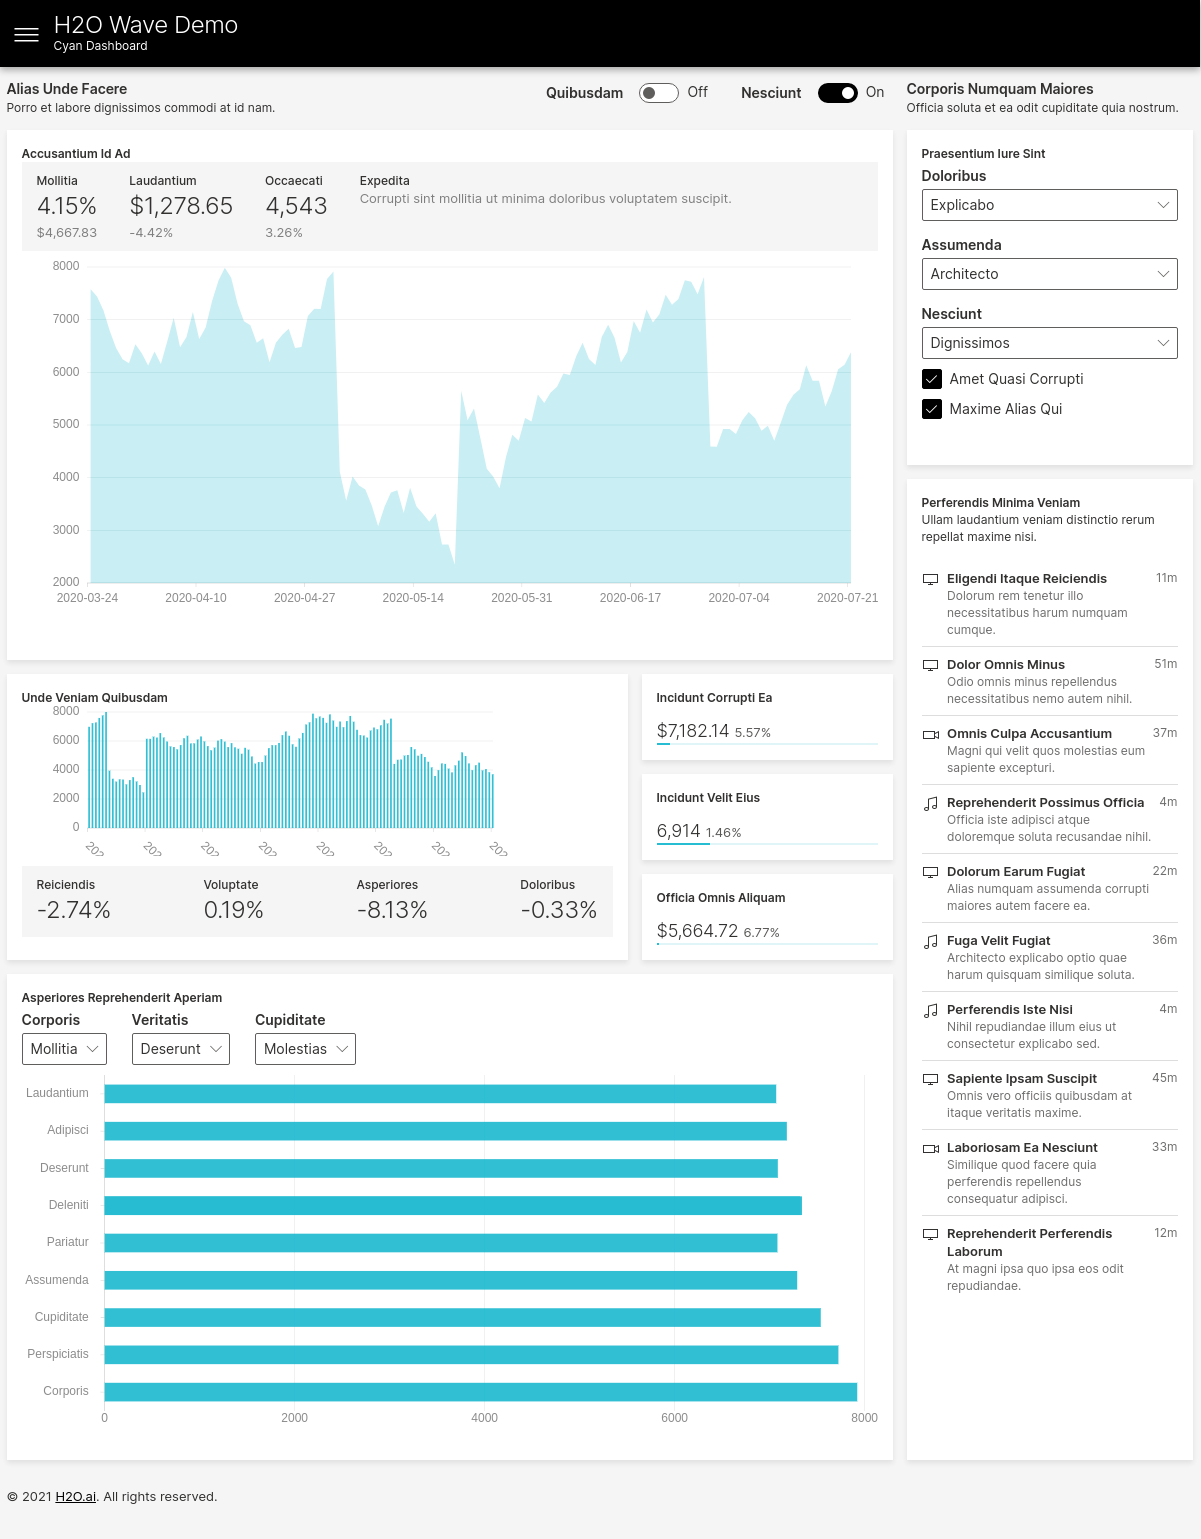 H2O Wave Demo
Cyan Dashboard
Alias Unde Facere
Porro et labore dignissimos commodi at id nam.
Quibusdam Off Nesciunt On
Corporis Numquam Maiores
Officia soluta et ea odit cupiditate quia nostrum.
Accusantium Id Ad
Mollitia
4.15%
$4,667.83
Laudantium
$1,278.65
-4.42%
Occaecati
4,543
3.26%
Expedita
Corrupti sint mollitia ut minima doloribus voluptatem suscipit.
8000
7000
6000
5000
4000
3000
2000
2020-03-24 2020-04-10 2020-04-27 2020-05-14 2020-05-31 2020-06-17 2020-07-04 2020-07-21
Praesentium Iure Sint
Doloribus
Explicabo
Assumenda
Architecto
Nesciunt
Dignissimos
Amet Quasi Corrupti
Maxime Alias Qui
Unde Veniam Quibusdam
8000
6000
4000
2000
0
Reiciendis
-2.74%
Voluptate
0.19%
Asperiores
-8.13%
Doloribus
-0.33%
Incidunt Corrupti Ea
$7,182.14 5.57%
Incidunt Velit Eius
6,914 1.46%
Officia Omnis Aliquam
$5,664.72 6.77%
Perferendis Minima Veniam
Ullam laudantium veniam distinctio rerum
repellat maxime nisi.
Eligendi Itaque Reiciendis 11m
Dolorum rem tenetur illo
necessitatibus harum numquam
cumque.
Dolor Omnis Minus 51m
Odio omnis minus repellendus
necessitatibus nemo autem nihil.
Omnis Culpa Accusantium 37m
Magni qui velit quos molestias eum
sapiente excepturi.
Reprehenderit Possimus Officia 4m
Officia iste adipisci atque
doloremque soluta recusandae nihil.
Dolorum Earum Fugiat 22m
Alias numquam assumenda corrupti
maiores autem facere ea.
Fuga Velit Fugiat 36m
Architecto explicabo optio quae
harum quisquam similique soluta.
Perferendis Iste Nisi 4m
Nihil repudiandae illum eius ut
consectetur explicabo sed.
Sapiente Ipsam Suscipit 45m
Omnis vero officiis quibusdam at
itaque veritatis maxime.
Laboriosam Ea Nesciunt 33m
Similique quod facere quia
perferendis repellendus
consequatur adipisci.
Reprehenderit Perferendis 12m
Laborum
At magni ipsa quo ipsa eos odit
repudiandae.
Asperiores Reprehenderit Aperiam
Corporis Veritatis Cupiditate
Mollitia Deserunt Molestias
Laudantium
Adipisci
Deserunt
Deleniti
Pariatur
Assumenda
Cupiditate
Perspiciatis
Corporis
0 2000 4000 6000 8000
© 2021 H2O.ai. All rights reserved.